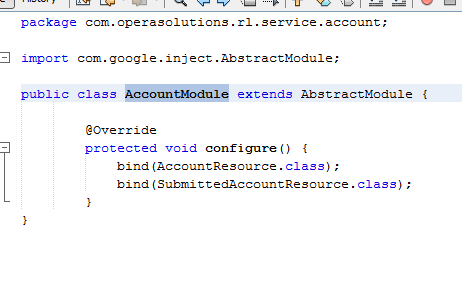 History
package com.operasolutions.rl.service.account;
import com.google.inject.AbstractModule;
public class AccountModule extends AbstractModule {
@Override
protected void configure() {
bind(AccountResource.class);
bind(SubmittedAccountResource.class);
}
}